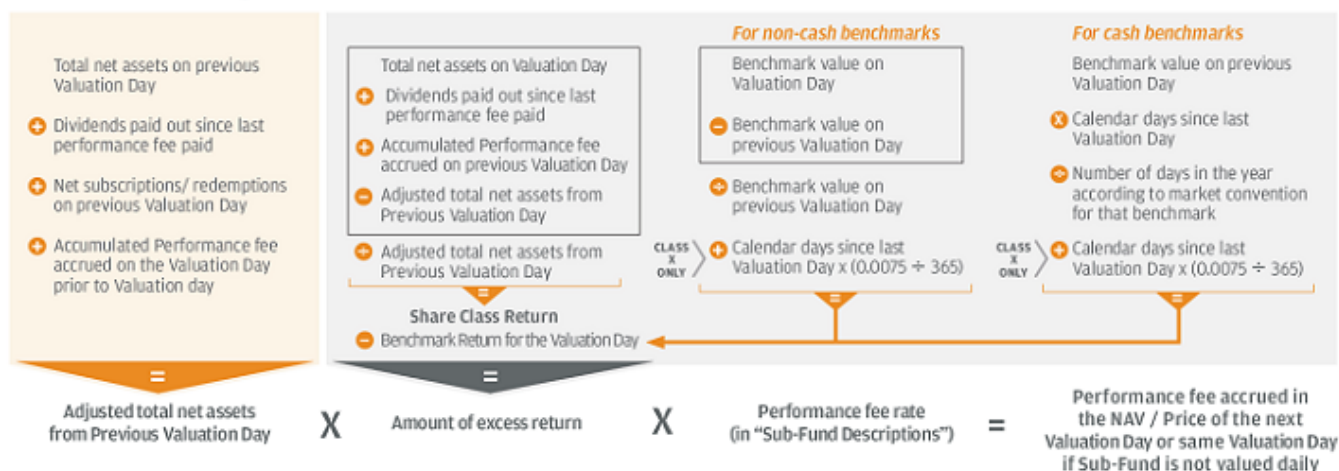 Total net assets on previous
Valuation Day
+ Dividends paid out since last
performance fee paid
+ Net subscriptions/ redemptions
on previous Valuation Day
+ Accumulated Performance fee
accrued on the Valuation Day
prior to Valuation day
=
Adjusted total net assets
from Previous Valuation Day
X
Total net assets on Valuation Day
+ Dividends paid out since last
performance fee paid
+ Accumulated Performance fee
accrued on previous Valuation Day
− Adjusted total net assets from
Previous Valuation Day
÷ Adjusted total net assets from
Previous Valuation Day
=
Share Class Return
− Benchmark Return for the Valuation Day
=
Amount of excess return
For non-cash benchmarks
Benchmark value on
Valuation Day
− Benchmark value on
previous Valuation Day
÷ Benchmark value on
previous Valuation Day
CLASS
X
ONLY
+ Calendar days since last
Valuation Day x (0.0075 ÷ 365)
=
For cash benchmarks
Benchmark value on previous
Valuation Day
X Calendar days since last
Valuation Day
÷ Number of days in the year
according to market convention
for that benchmark
CLASS
X
ONLY
+ Calendar days since last
Valuation Day x (0.0075 ÷ 365)
=
X
Performance fee rate
(in “Sub-Fund Descriptions”)
=
Performance fee accrued in
the NAV / Price of the next
Valuation Day or same Valuation Day
if Sub-Fund is not valued daily